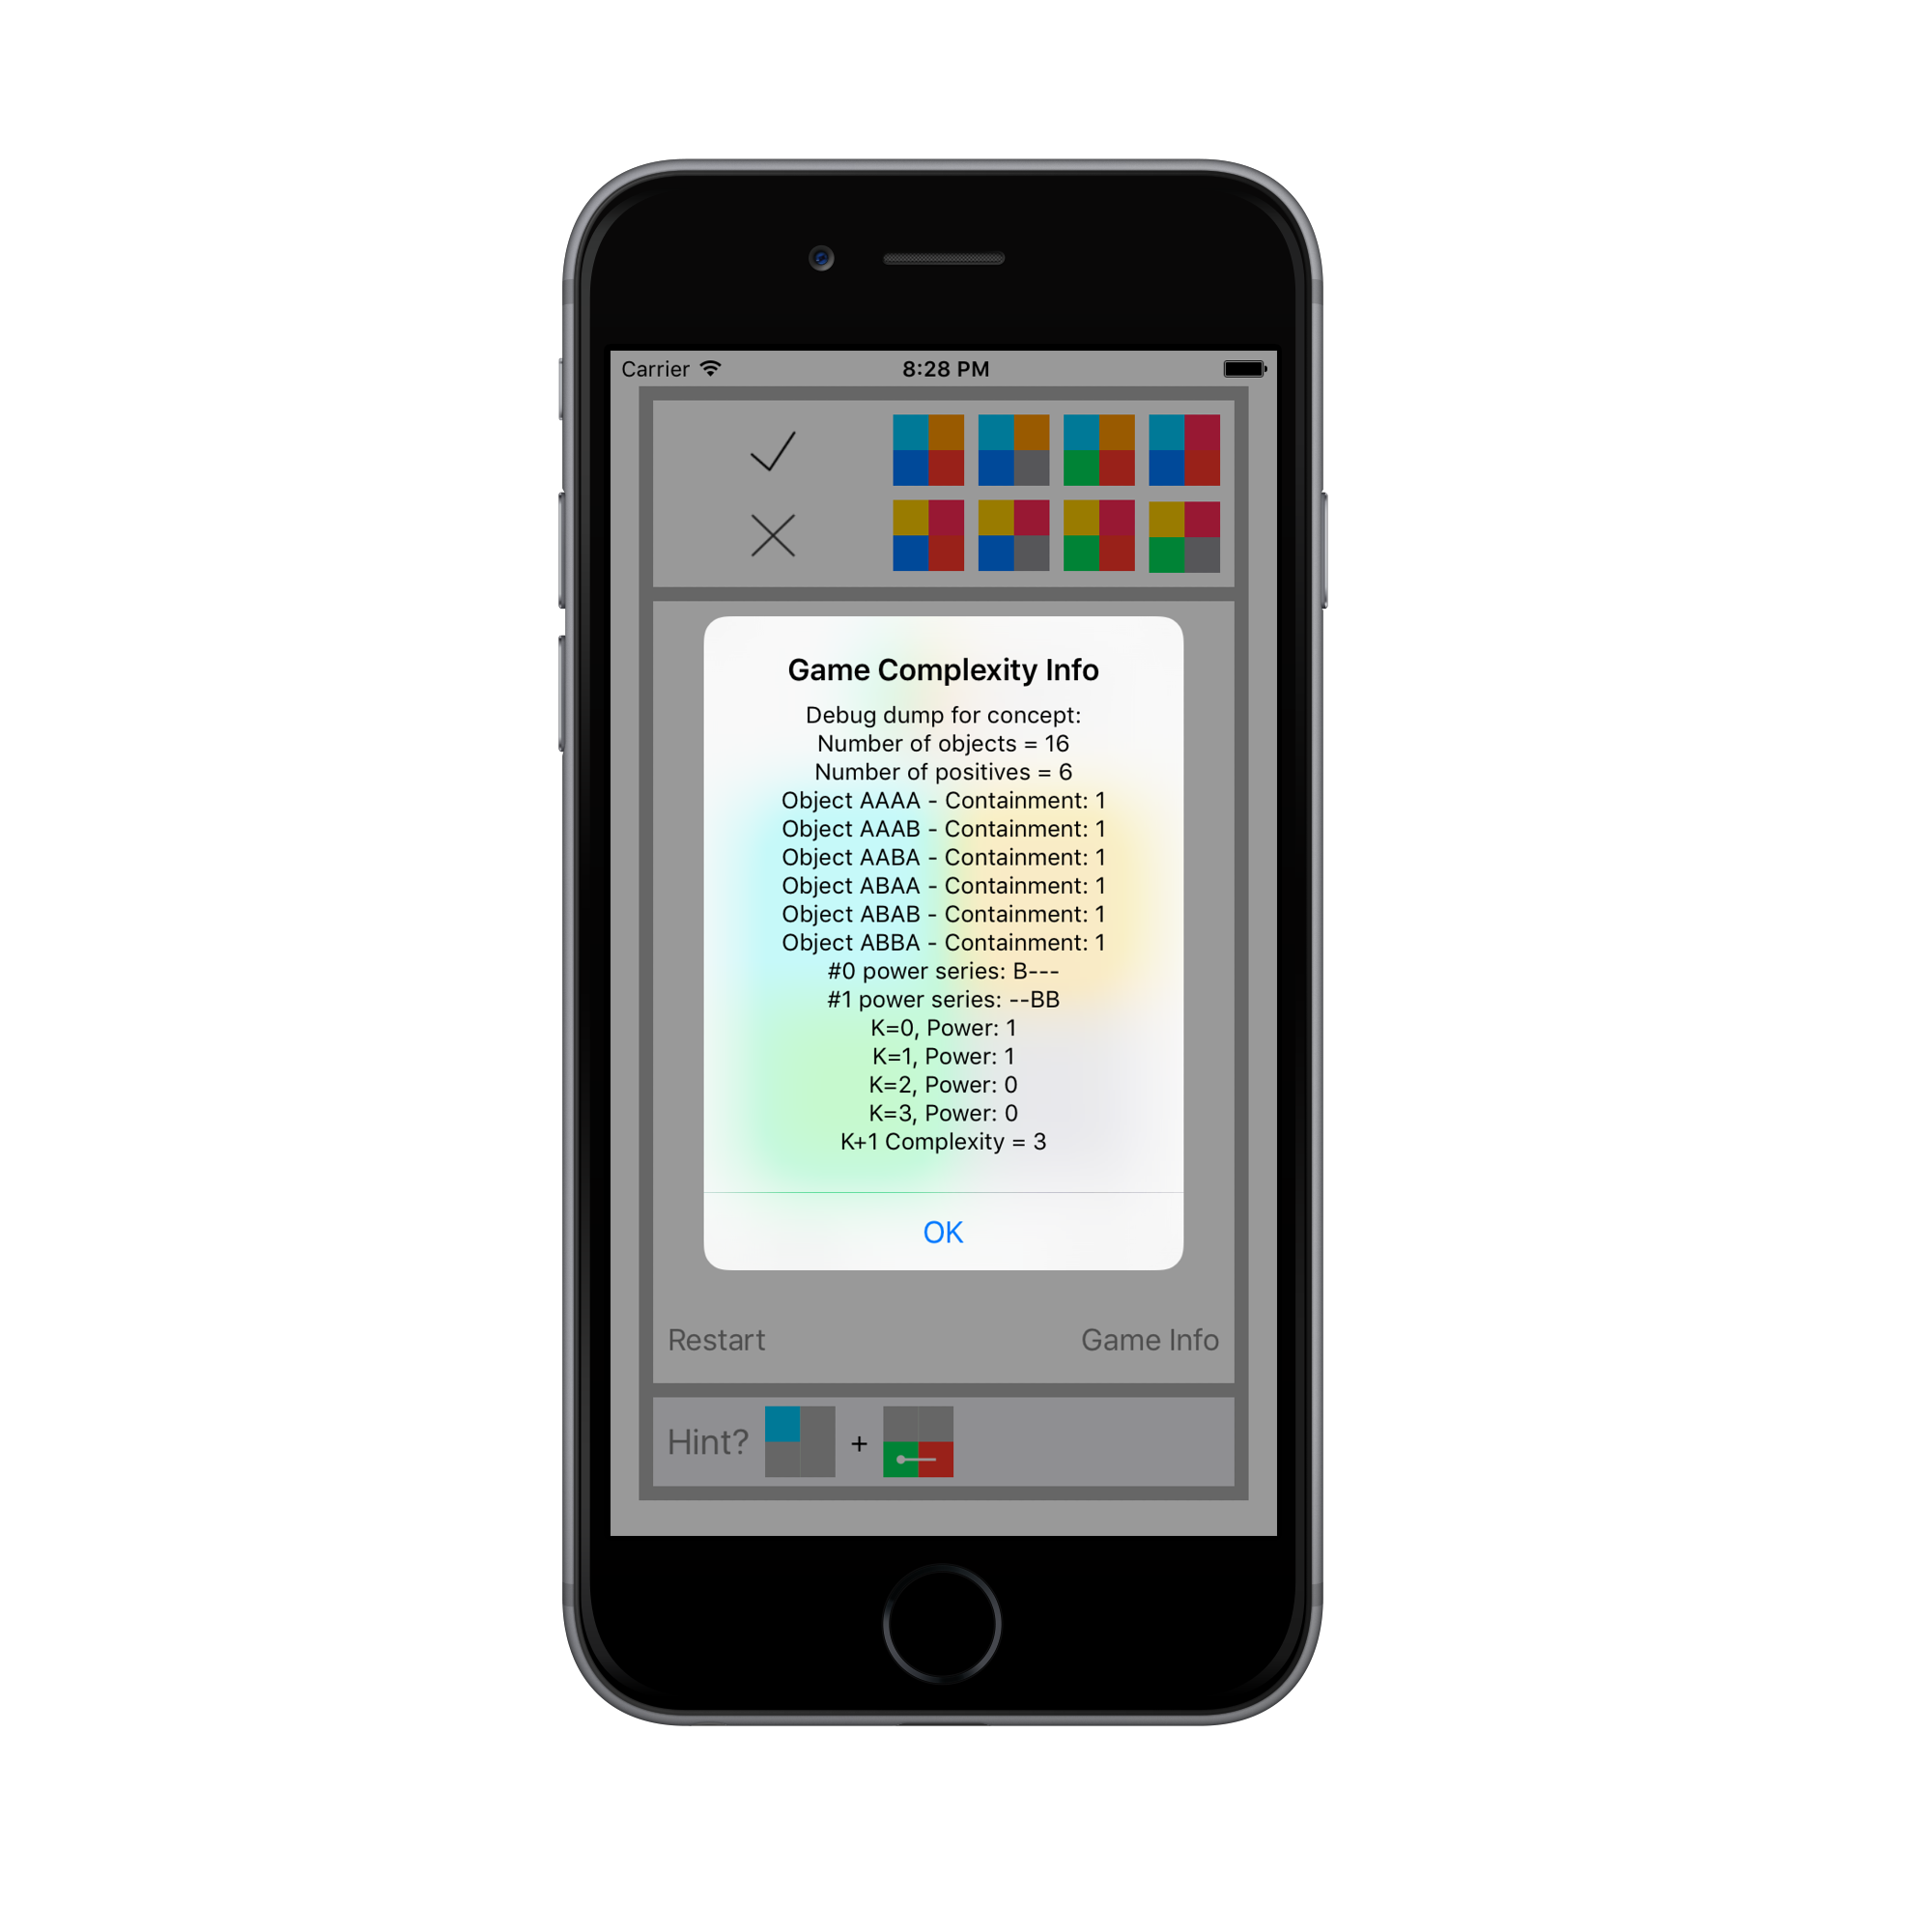 Carrier 8:28 PM
Game Complexity Info
Debug dump for concept:
Number of objects = 16
Number of positives = 6
Object AAAA - Containment: 1
Object AAAB - Containment: 1
Object AABA - Containment: 1
Object ABAA - Containment: 1
Object ABAB - Containment: 1
Object ABBA - Containment: 1
#0 power series: B---
#1 power series: --BB
K=0, Power: 1
K=1, Power: 1
K=2, Power: 0
K=3, Power: 0
K+1 Complexity = 3
OK
Restart Game Info
Hint? +